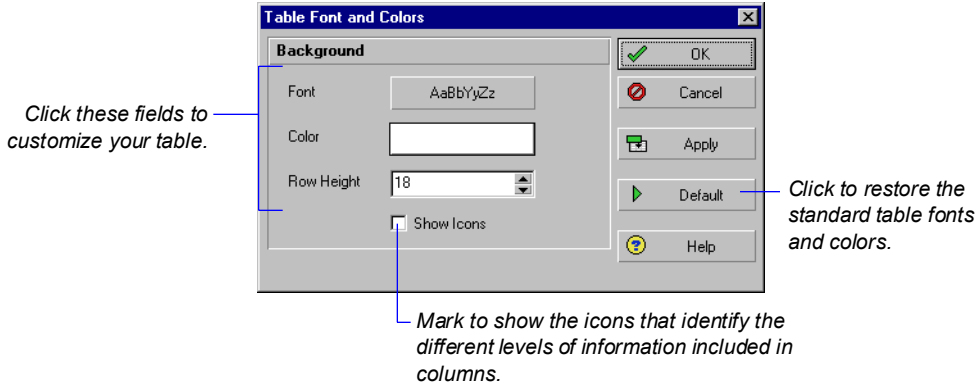 Table Font and Colors
Background
Font
AaBbYyZz
Color
Row Height
18
Show Icons
OK
Cancel
Apply
Default
Help
Click these fields to
customize your table.
Click to restore the
standard table fonts
and colors.
Mark to show the icons that identify the
different levels of information included in
columns.